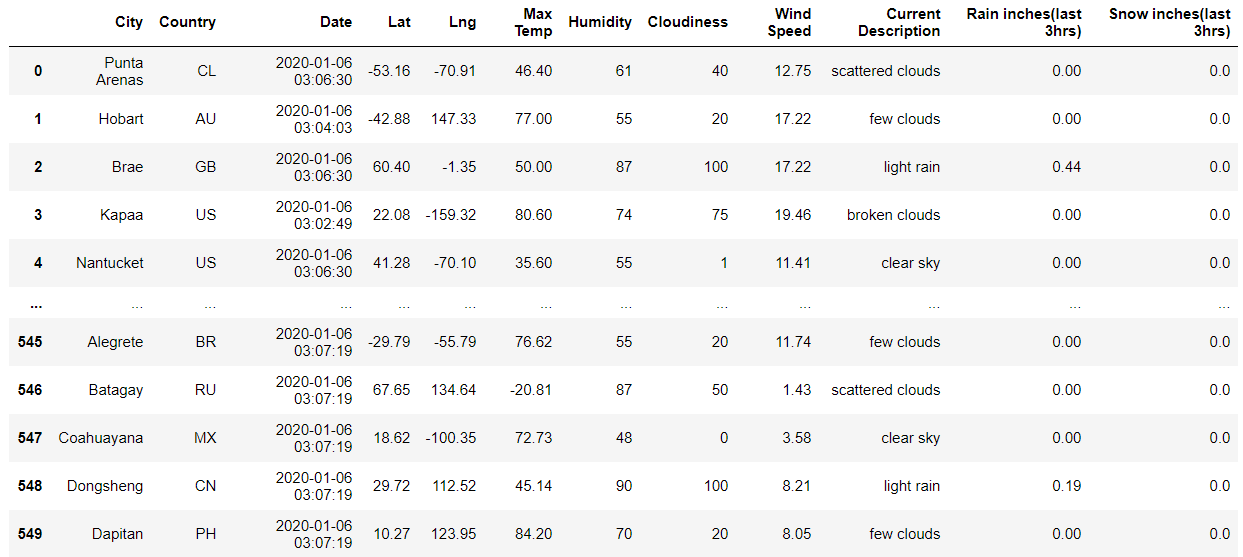 City Country Date Lat Lng Max Temp Humidity Cloudiness Wind Speed Current Description Rain inches(last 3hrs) Snow inches(last 3hrs)
0 Punta Arenas CL 2020-01-06 03:06:30 -53.16 -70.91 46.40 61 40 12.75 scattered clouds 0.00 0.0
1 Hobart AU 2020-01-06 03:04:03 -42.88 147.33 77.00 55 20 17.22 few clouds 0.00 0.0
2 Brae GB 2020-01-06 03:06:30 60.40 -1.35 50.00 87 100 17.22 light rain 0.44 0.0
3 Kapaa US 2020-01-06 03:02:49 22.08 -159.32 80.60 74 75 19.46 broken clouds 0.00 0.0
4 Nantucket US 2020-01-06 03:06:30 41.28 -70.10 35.60 55 1 11.41 clear sky 0.00 0.0
... ... ... ... ... ... ... ... ... ... ... ... ...
545 Alegrete BR 2020-01-06 03:07:19 -29.79 -55.79 76.62 55 20 11.74 few clouds 0.00 0.0
546 Batagay RU 2020-01-06 03:07:19 67.65 134.64 -20.81 87 50 1.43 scattered clouds 0.00 0.0
547 Coahuayana MX 2020-01-06 03:07:19 18.62 -100.35 72.73 48 0 3.58 clear sky 0.00 0.0
548 Dongsheng CN 2020-01-06 03:07:19 29.72 112.52 45.14 90 100 8.21 light rain 0.19 0.0
549 Dapitan PH 2020-01-06 03:07:19 10.27 123.95 84.20 70 20 8.05 few clouds 0.00 0.0